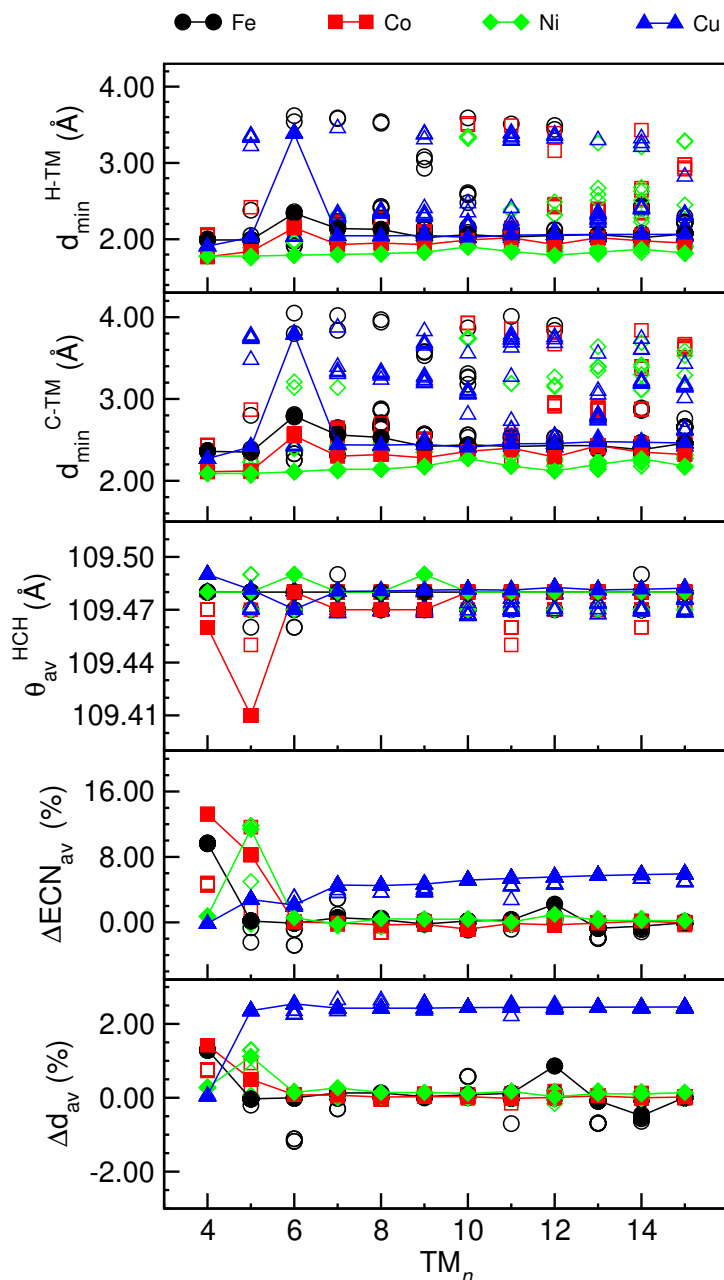 Fe Co Ni Cu
d_min^H-TM (Å)
4.00
3.00
2.00
d_min^C-TM (Å)
4.00
3.00
2.00
θ_av^HCH (Å)
109.50
109.47
109.44
109.41
ΔECN_av (%)
16.00
8.00
0.00
Δd_av (%)
2.00
0.00
-2.00
4 6 8 10 12 14
TM_n